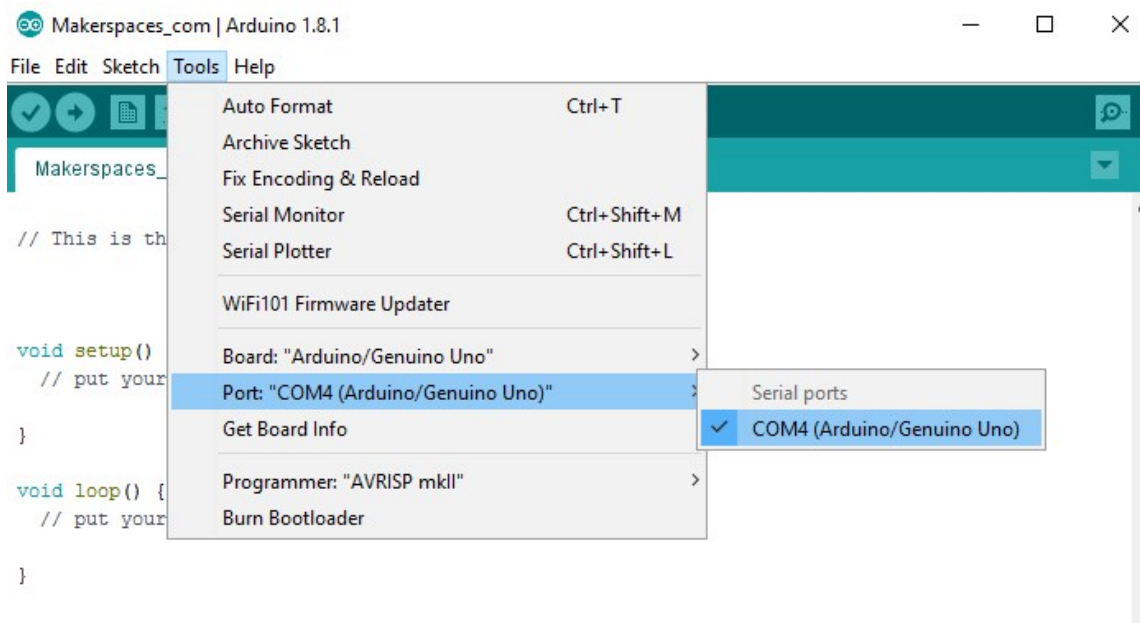 Makerspaces_com | Arduino 1.8.1
File Edit Sketch Tools Help
Auto Format Ctrl+T
Archive Sketch
Makerspaces_
Fix Encoding & Reload
Serial Monitor Ctrl+Shift+M
// This is th
Serial Plotter Ctrl+Shift+L
WiFi101 Firmware Updater
void setup()
Board: "Arduino/Genuino Uno"
// put your
Port: "COM4 (Arduino/Genuino Uno)"
Serial ports
Get Board Info
COM4 (Arduino/Genuino Uno)
}
Programmer: "AVRISP mkII"
void loop() {
// put your
Burn Bootloader
}